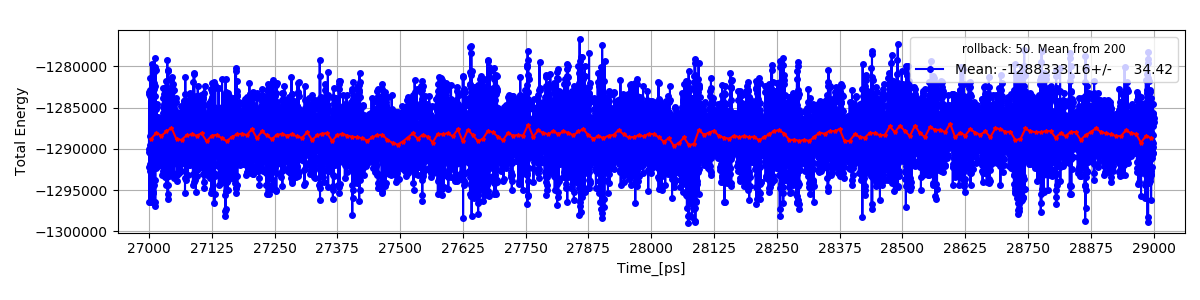 rollback: 50. Mean from 200
Mean: -1288333.16+/- 34.42
Total Energy
−1280000
−1285000
−1290000
−1295000
−1300000
27000 27125 27250 27375 27500 27625 27750 27875 28000 28125 28250 28375 28500 28625 28750 28875 29000
Time_[ps]